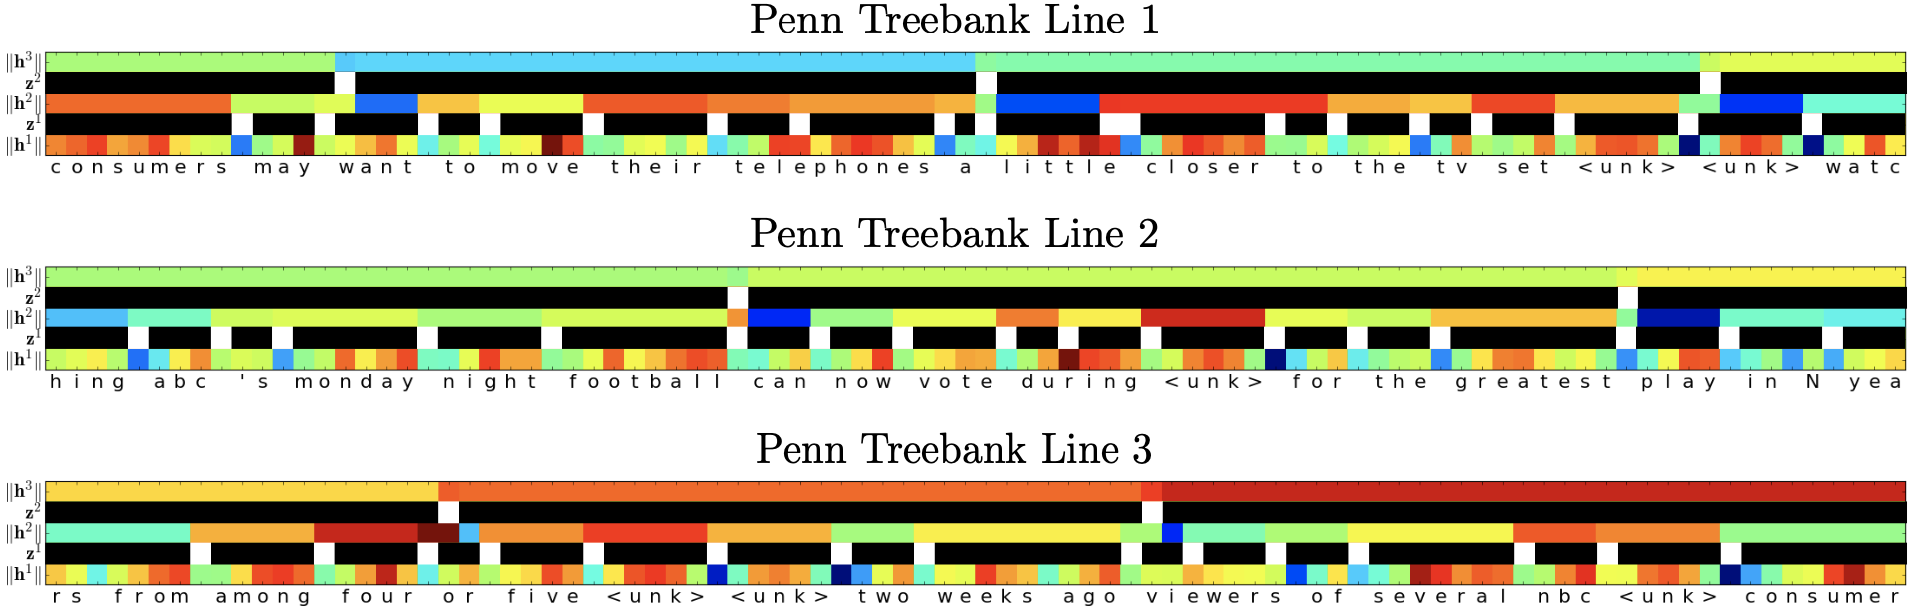 Penn Treebank Line 1
‖h³‖
z²
‖h²‖
z¹
‖h¹‖
consumers may want to move their telephones a little closer to the tv set <unk> <unk> watc
Penn Treebank Line 2
‖h³‖
z²
‖h²‖
z¹
‖h¹‖
hing abc 's monday night football can now vote during <unk> for the greatest play in N yea
Penn Treebank Line 3
‖h³‖
z²
‖h²‖
z¹
‖h¹‖
rs from among four or five <unk> <unk> two weeks ago viewers of several nbc <unk> consumer